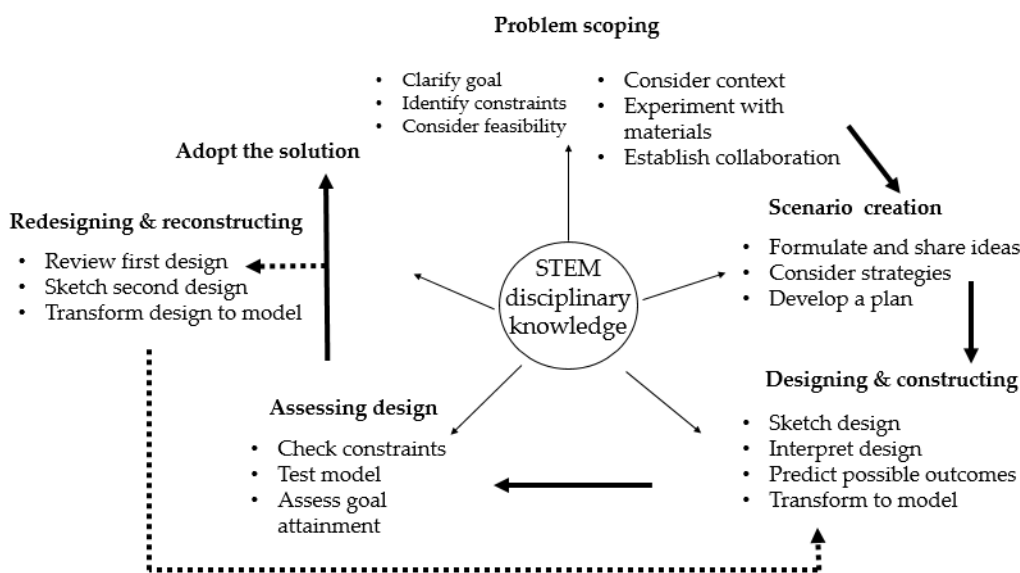 Problem scoping
• Clarify goal
• Identify constraints
• Consider feasibility
• Consider context
• Experiment with
materials
• Establish collaboration
Adopt the solution
Redesigning & reconstructing
• Review first design
• Sketch second design
• Transform design to model
STEM
disciplinary
knowledge
Scenario creation
• Formulate and share ideas
• Consider strategies
• Develop a plan
Designing & constructing
• Sketch design
• Interpret design
• Predict possible outcomes
• Transform to model
Assessing design
• Check constraints
• Test model
• Assess goal
attainment